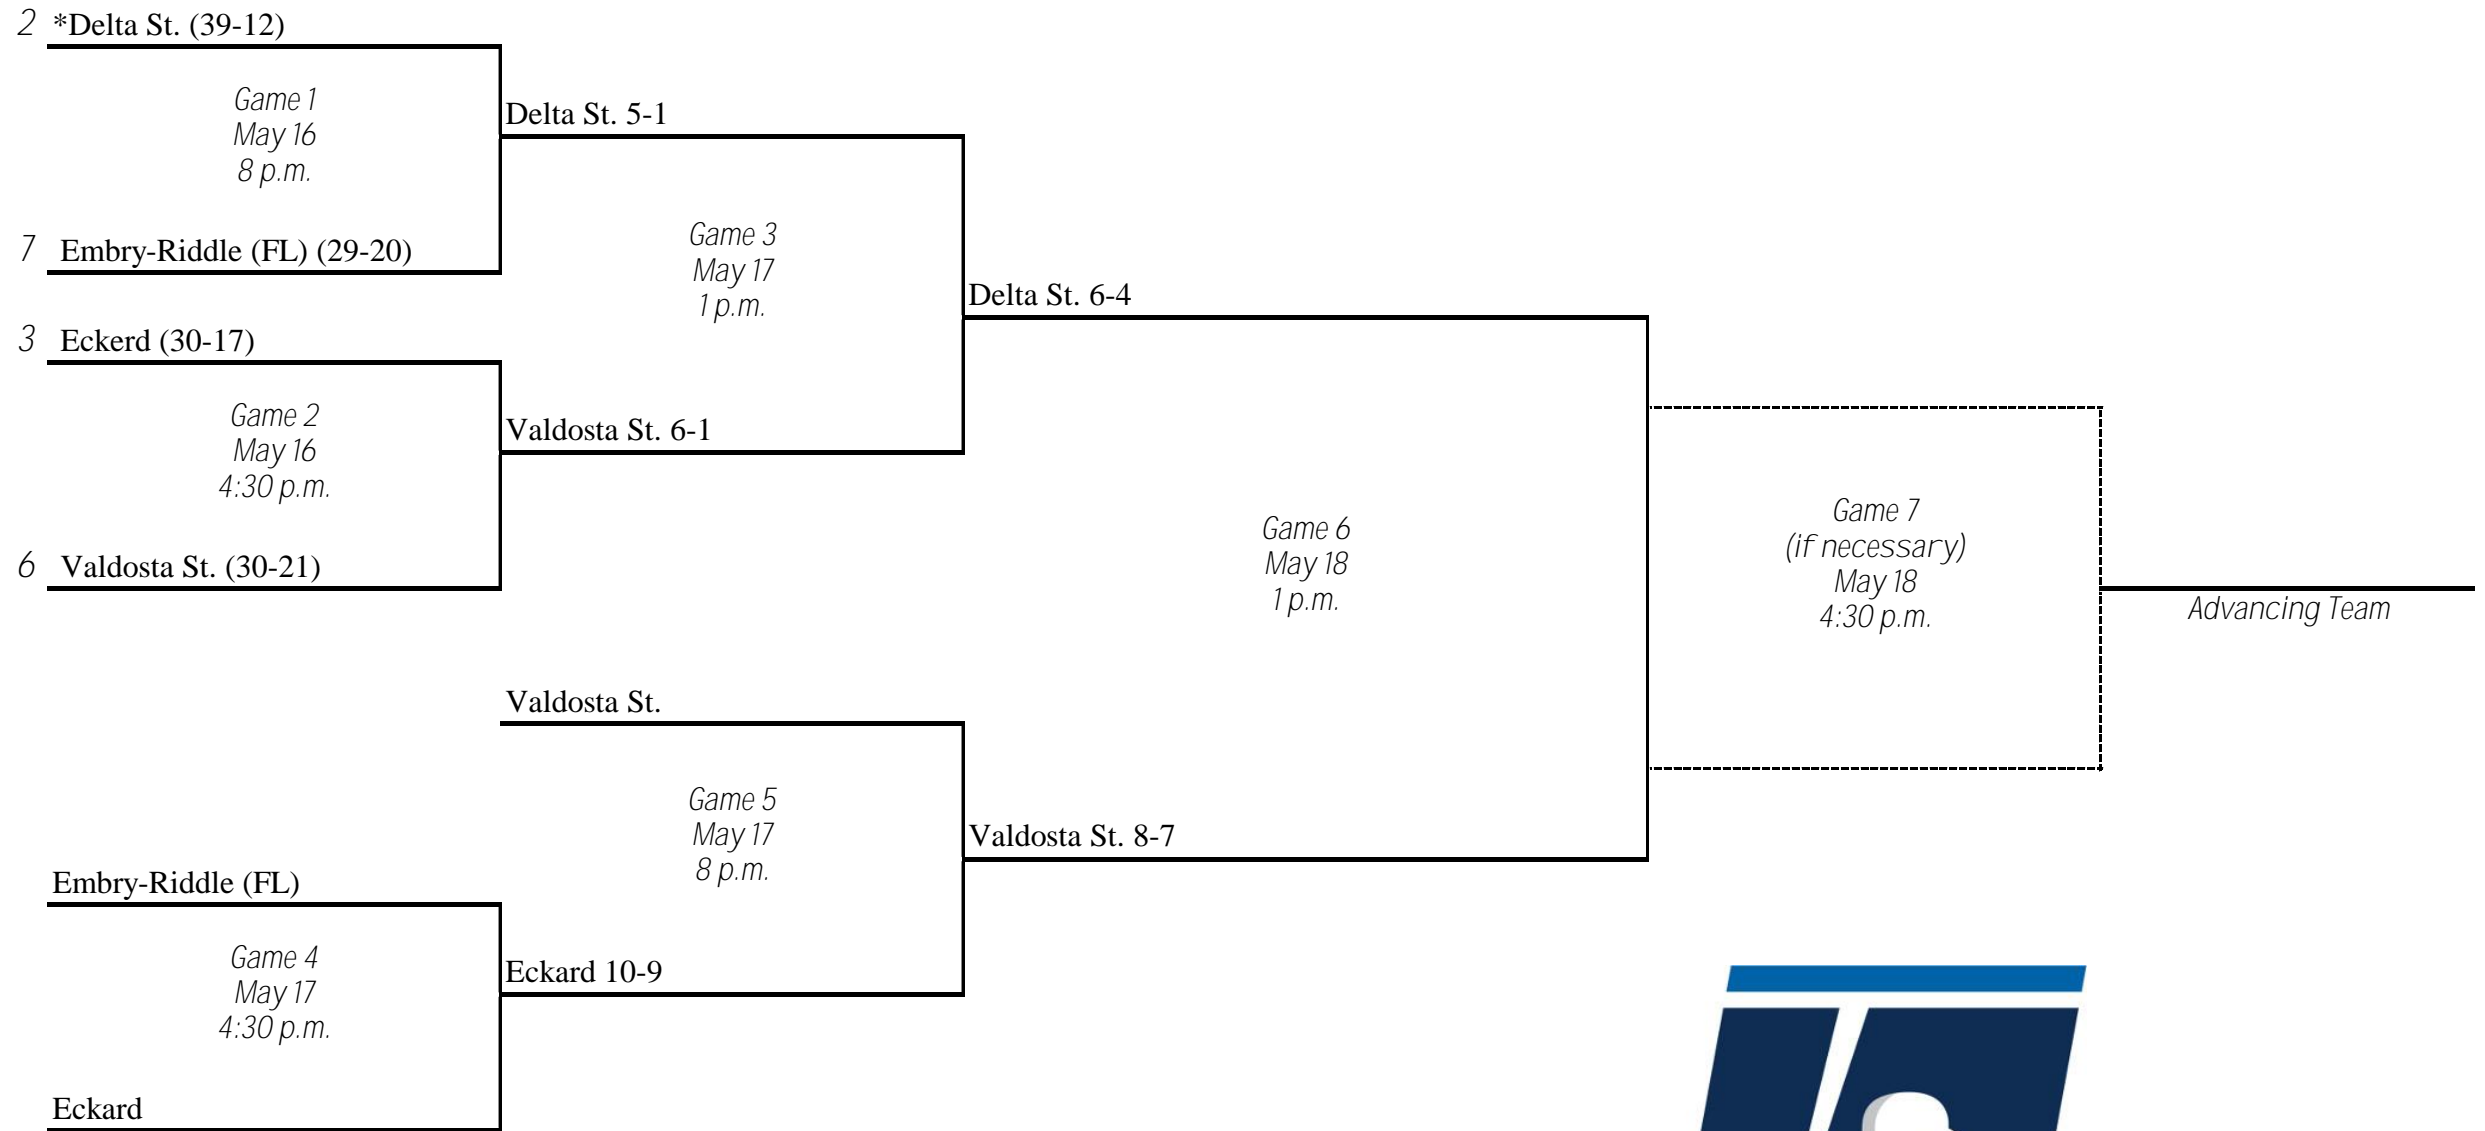 2 *Delta St. (39-12)
Game 1
May 16
8 p.m.
7 Embry-Riddle (FL) (29-20)
Delta St. 5-1
Game 3
May 17
1 p.m.
3 Eckerd (30-17)
Game 2
May 16
4:30 p.m.
6 Valdosta St. (30-21)
Valdosta St. 6-1
Delta St. 6-4
Game 6
May 18
1 p.m.
Game 7
(if necessary)
May 18
4:30 p.m.
Advancing Team
Valdosta St.
Game 5
May 17
8 p.m.
Valdosta St. 8-7
Embry-Riddle (FL)
Game 4
May 17
4:30 p.m.
Eckard
Eckard 10-9